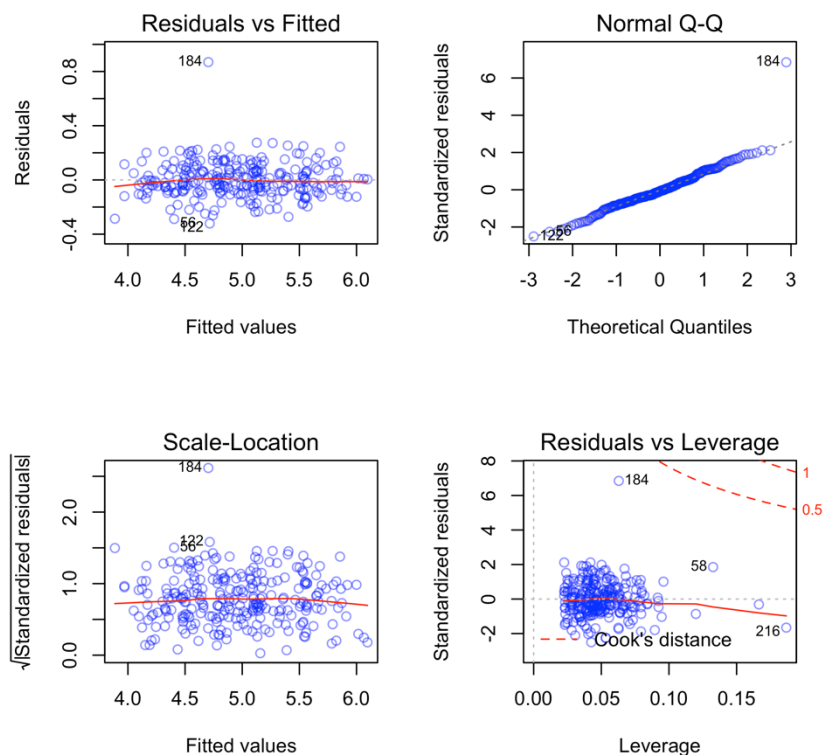 Residuals vs Fitted
Residuals
0.8
0.4
0.0
-0.4
184
56
122
4.0 4.5 5.0 5.5 6.0
Fitted values
Normal Q-Q
Standardized residuals
6
4
2
0
-2
184
122
56
-3 -2 -1 0 1 2 3
Theoretical Quantiles
Scale-Location
√|Standardized residuals|
2.0
1.0
0.0
184
122
56
4.0 4.5 5.0 5.5 6.0
Fitted values
Residuals vs Leverage
Standardized residuals
8
6
4
2
0
-2
184
58
216
1
0.5
Cook's distance
0.00 0.05 0.10 0.15
Leverage